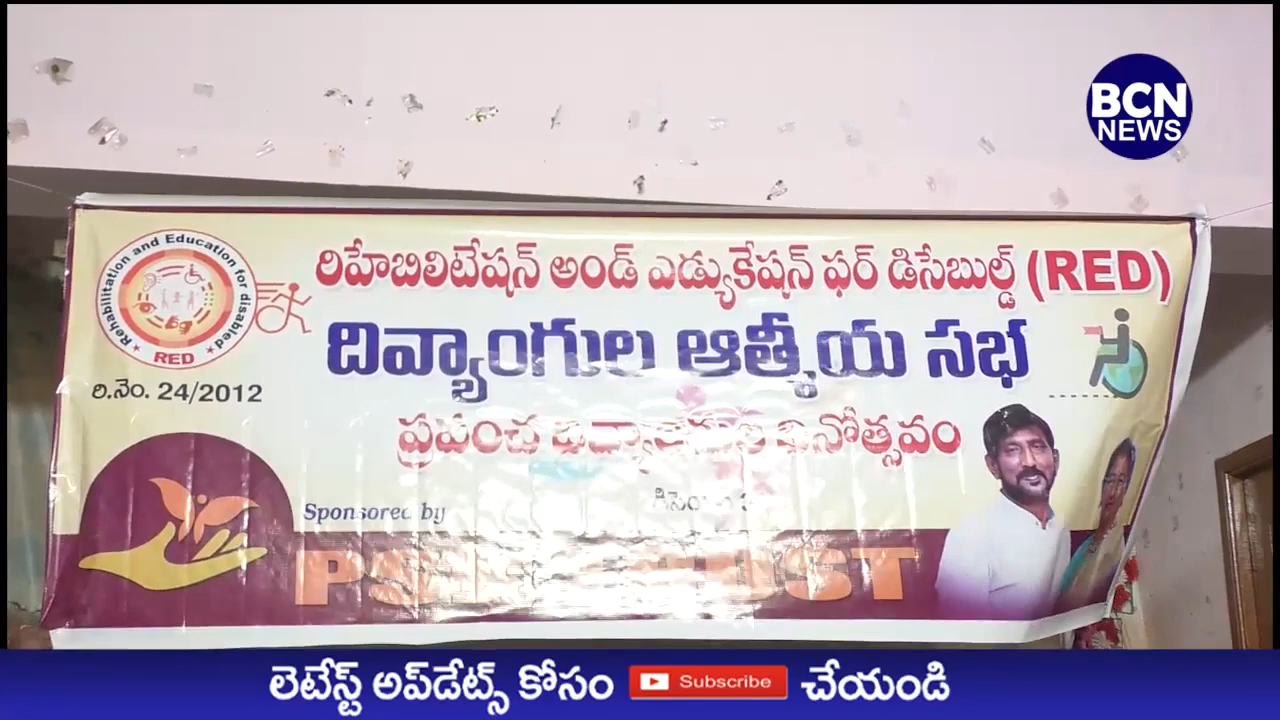 BCN
NEWS
Rehabilitation and Education for disabled
RED
రి.నెం. 24/2012
రిహేబిలిటేషన్ అండ్ ఎడ్యుకేషన్ ఫర్ డిసేబుల్డ్ (RED)
దివ్యాంగుల ఆత్మీయ సభ
ప్రపంచ దినోత్సవం
Sponsored by
లెటేస్ట్ అప్‌డేట్స్ కోసం Subscribe చేయండి